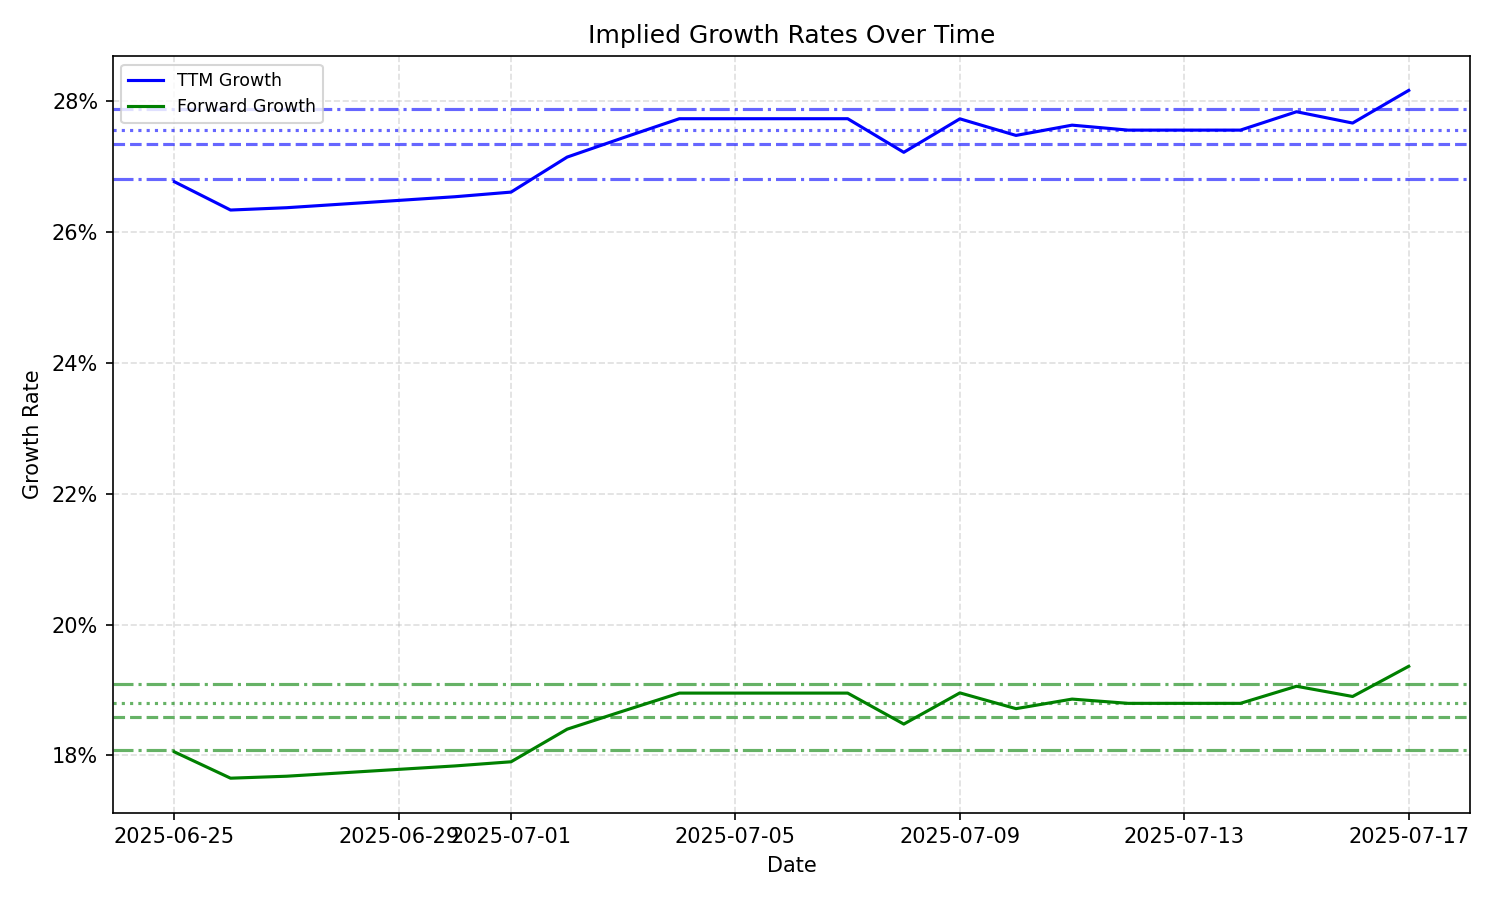 Implied Growth Rates Over Time
TTM Growth
Forward Growth
28%
26%
24%
22%
20%
18%
Growth Rate
2025-06-25
2025-06-29
2025-07-01
2025-07-05
2025-07-09
2025-07-13
2025-07-17
Date